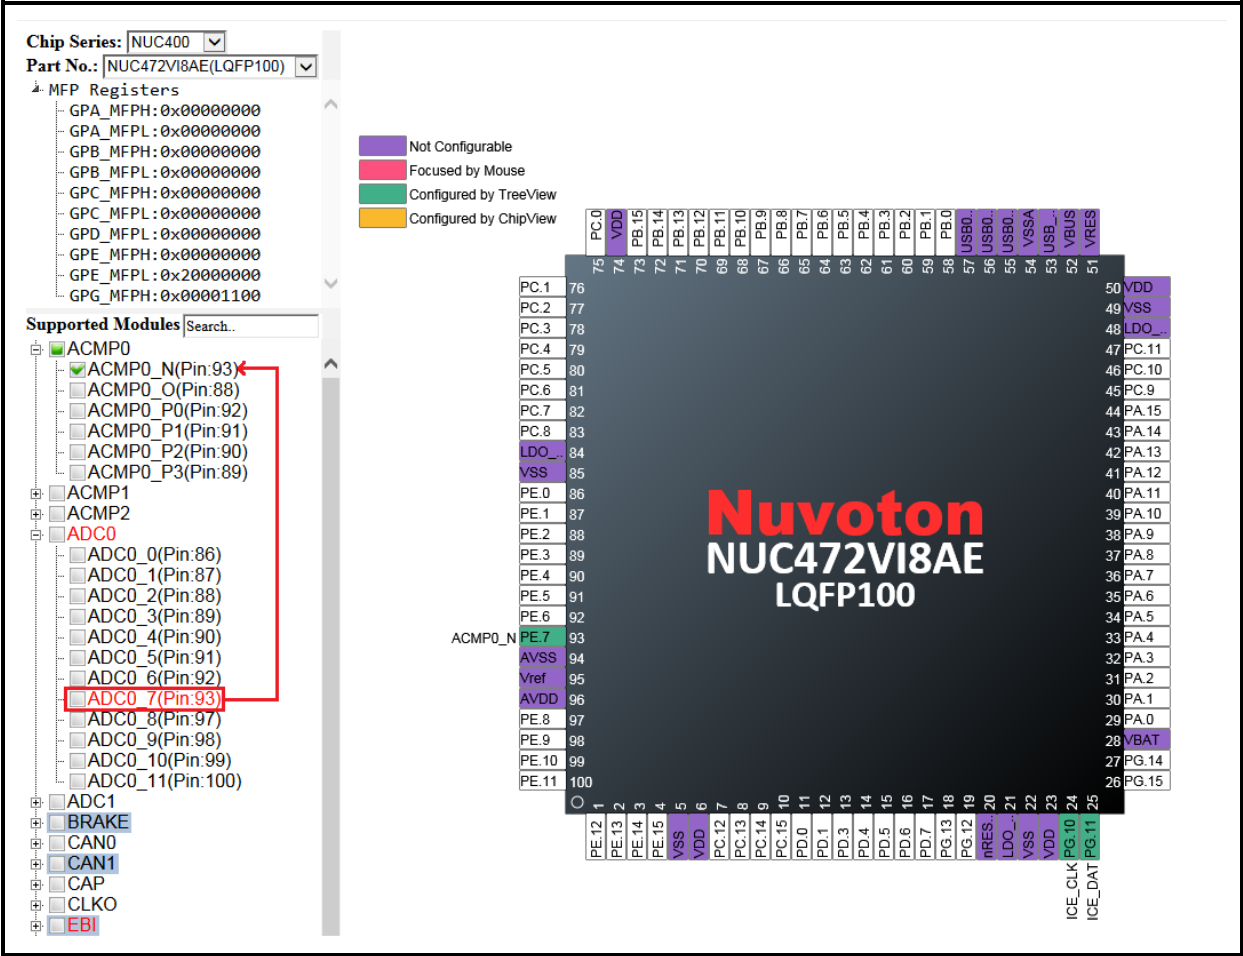 Chip Series: NUC400
Part No.: NUC472VI8AE(LQFP100)
MFP Registers
GPA_MFPH:0x00000000
GPA_MFPL:0x00000000
GPB_MFPH:0x00000000
GPB_MFPL:0x00000000
GPC_MFPH:0x00000000
GPC_MFPL:0x00000000
GPD_MFPL:0x00000000
GPE_MFPH:0x00000000
GPE_MFPL:0x20000000
GPG_MFPH:0x00001100
Supported Modules Search..
ACMP0
ACMP0_N(Pin:93)
ACMP0_O(Pin:88)
ACMP0_P0(Pin:92)
ACMP0_P1(Pin:91)
ACMP0_P2(Pin:90)
ACMP0_P3(Pin:89)
ACMP1
ACMP2
ADC0
ADC0_0(Pin:86)
ADC0_1(Pin:87)
ADC0_2(Pin:88)
ADC0_3(Pin:89)
ADC0_4(Pin:90)
ADC0_5(Pin:91)
ADC0_6(Pin:92)
ADC0_7(Pin:93)
ADC0_8(Pin:97)
ADC0_9(Pin:98)
ADC0_10(Pin:99)
ADC0_11(Pin:100)
ADC1
BRAKE
CAN0
CAN1
CAP
CLKO
EBI
Not Configurable
Focused by Mouse
Configured by TreeView
Configured by ChipView
PC.0 VDD PB.15 PB.14 PB.13 PB.12 PB.11 PB.10 PB.9 PB.8 PB.7 PB.6 PB.5 PB.4 PB.3 PB.2 PB.1 PB.0 USB0.. USB0.. USB0.. VSSA USB_.. VBUS VRES
75 74 73 72 71 70 69 68 67 66 65 64 63 62 61 60 59 58 57 56 55 54 53 52 51
PC.1 76
PC.2 77
PC.3 78
PC.4 79
PC.5 80
PC.6 81
PC.7 82
PC.8 83
LDO_.. 84
VSS 85
PE.0 86
PE.1 87
PE.2 88
PE.3 89
PE.4 90
PE.5 91
PE.6 92
ACMP0_N PE.7 93
AVSS 94
Vref 95
AVDD 96
PE.8 97
PE.9 98
PE.10 99
PE.11 100
Nuvoton
NUC472VI8AE
LQFP100
50 VDD
49 VSS
48 LDO_..
47 PC.11
46 PC.10
45 PC.9
44 PA.15
43 PA.14
42 PA.13
41 PA.12
40 PA.11
39 PA.10
38 PA.9
37 PA.8
36 PA.7
35 PA.6
34 PA.5
33 PA.4
32 PA.3
31 PA.2
30 PA.1
29 PA.0
28 VBAT
27 PG.14
26 PG.15
1 2 3 4 5 6 7 8 9 10 11 12 13 14 15 16 17 18 19 20 21 22 23 24 25
PE.12 PE.13 PE.14 PE.15 VSS VDD PC.12 PC.13 PC.14 PC.15 PD.0 PD.1 PD.3 PD.4 PD.5 PD.6 PD.7 PG.13 PG.12 nRES.. LDO_.. VSS VDD PG.10 PG.11
ICE_CLK ICE_DAT